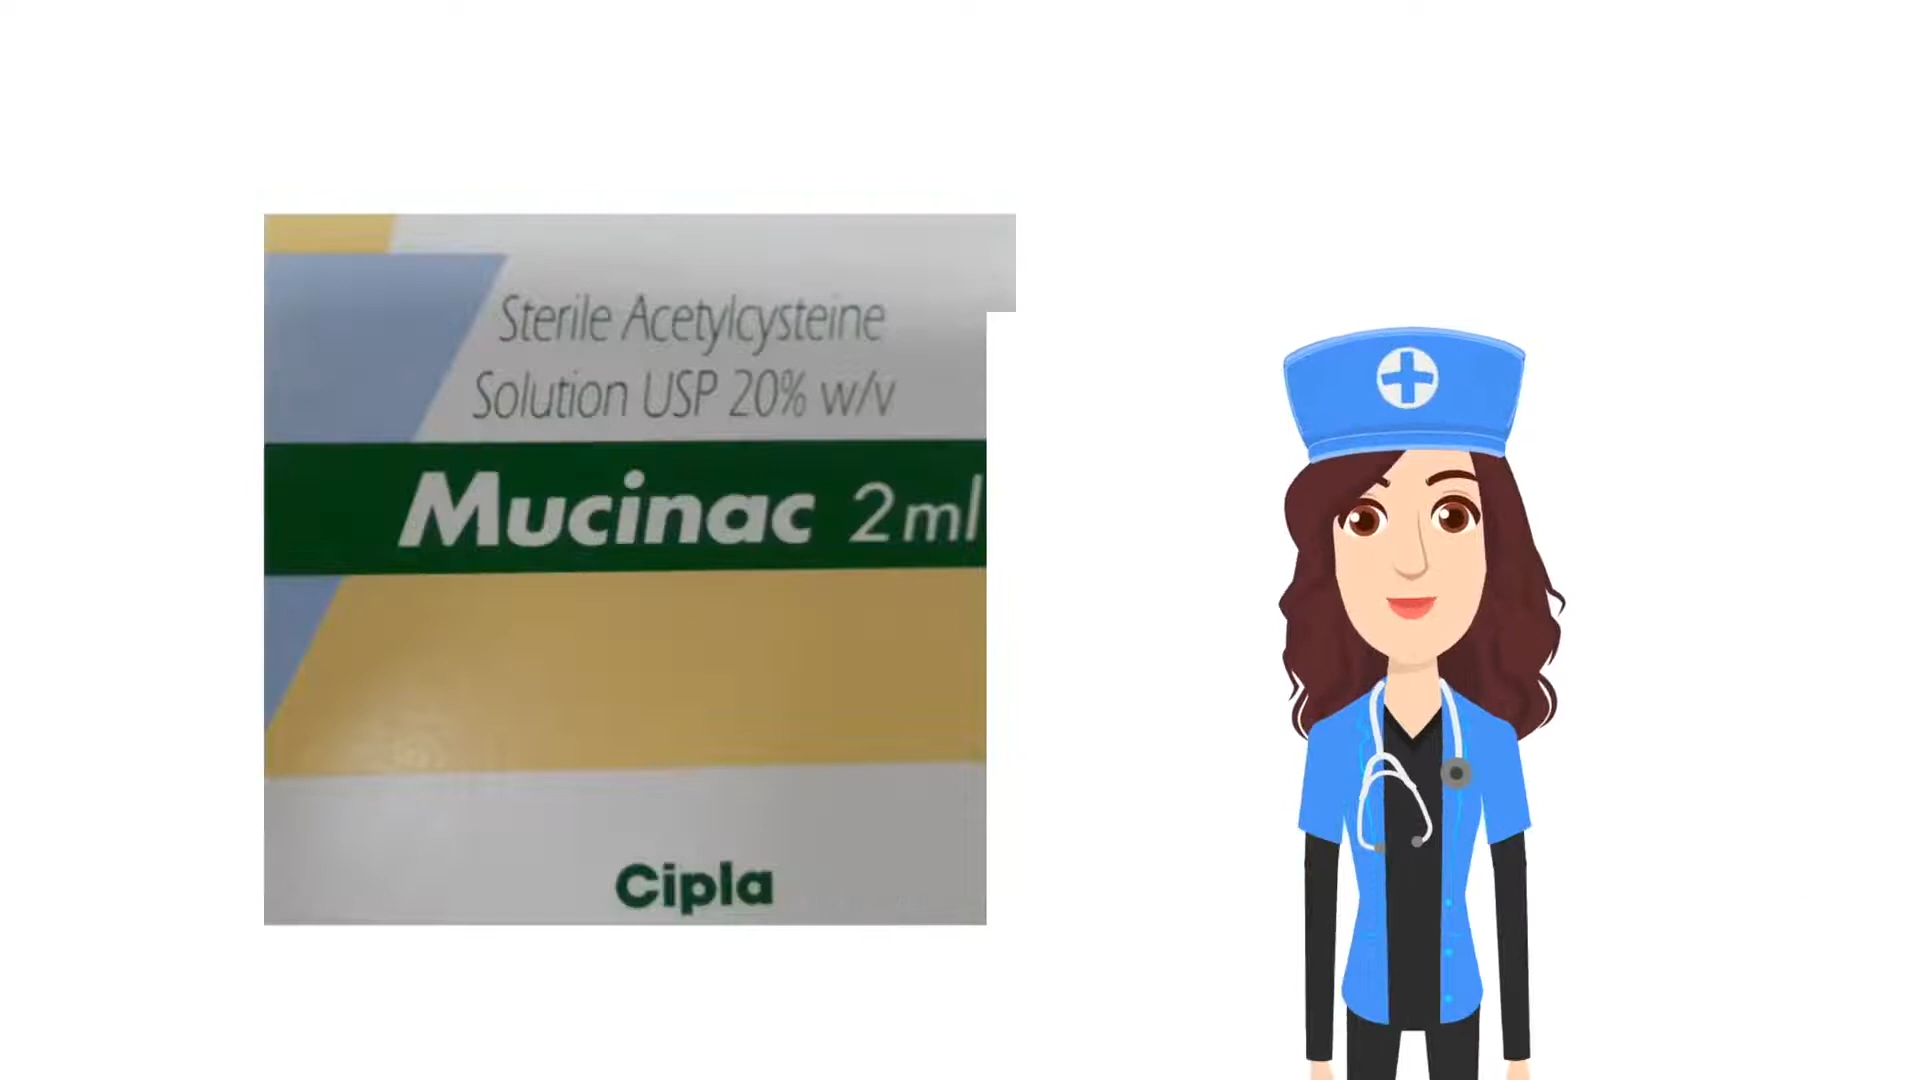 Sterile Acetylcysteine
Solution USP 20% w/v
Mucinac 2ml
Cipla